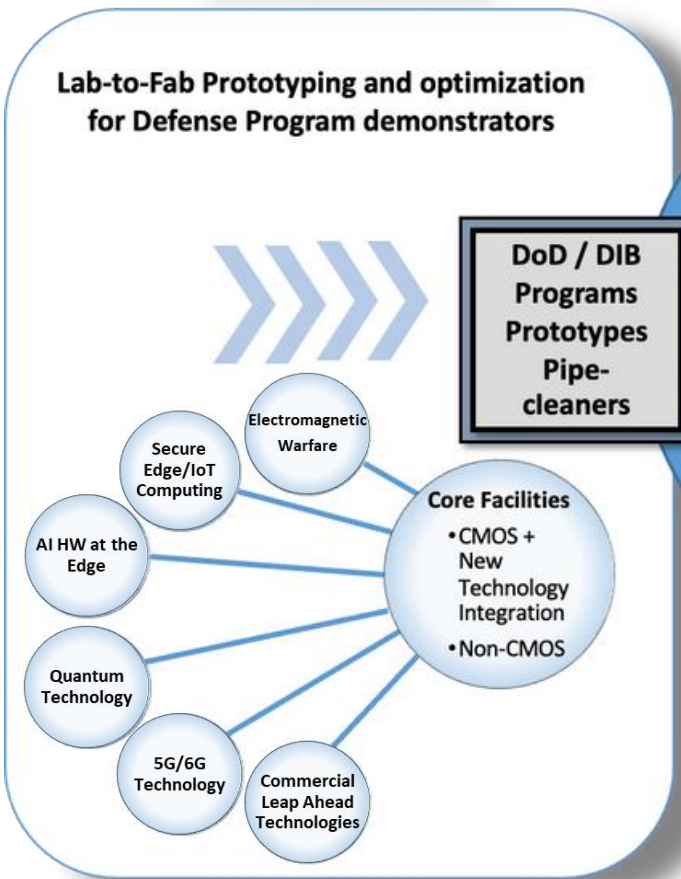 Lab-to-Fab Prototyping and optimization
for Defense Program demonstrators
DoD / DIB
Programs
Prototypes
Pipe-
cleaners
Electromagnetic
Warfare
Secure
Edge/IoT
Computing
AI HW at the
Edge
Quantum
Technology
5G/6G
Technology
Commercial
Leap Ahead
Technologies
Core Facilities
•CMOS +
New
Technology
Integration
•Non-CMOS